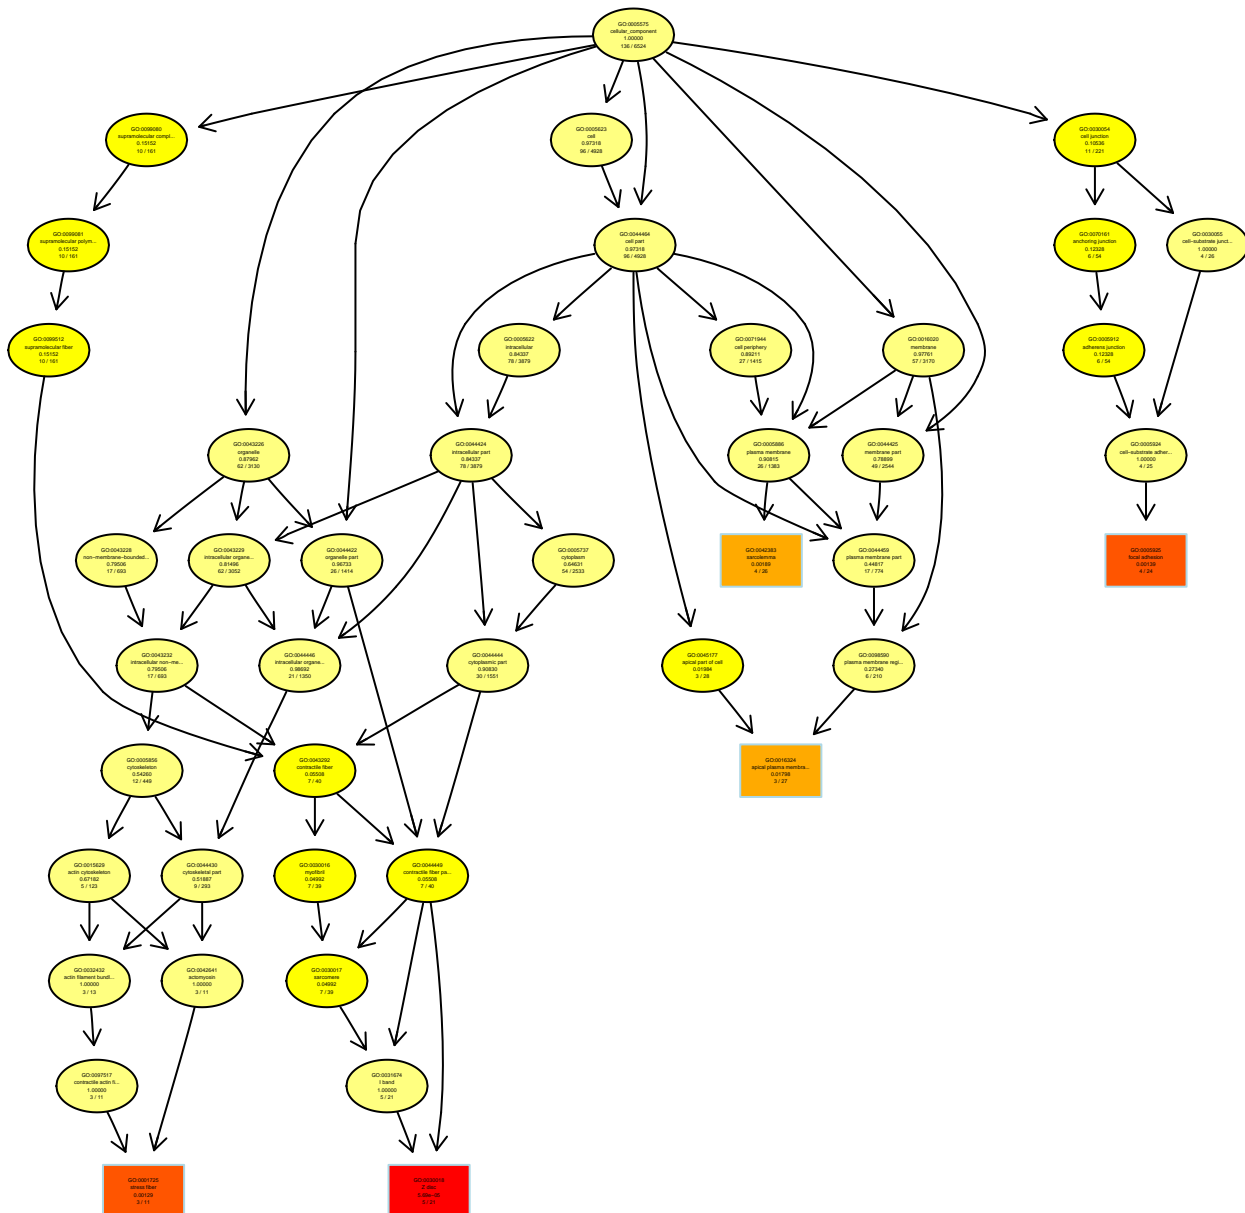 GO:0005575
cellular_component
1.00000
136 / 6524
GO:0099080
supramolecular compl...
0.15152
10 / 161
GO:0005623
cell
0.97318
96 / 4928
GO:0030054
cell junction
0.10536
11 / 221
GO:0099081
supramolecular polym...
0.15152
10 / 161
GO:0044464
cell part
0.97318
96 / 4928
GO:0070161
anchoring junction
0.12328
6 / 54
GO:0030055
cell−substrate junct...
1.00000
4 / 26
GO:0099512
supramolecular fiber
0.15152
10 / 161
GO:0005622
intracellular
0.84337
78 / 3879
GO:0071944
cell periphery
0.89211
27 / 1415
GO:0016020
membrane
0.97761
57 / 3170
GO:0005912
adherens junction
0.12328
6 / 54
GO:0043226
organelle
0.87962
62 / 3130
GO:0044424
intracellular part
0.84337
78 / 3879
GO:0005886
plasma membrane
0.90815
26 / 1383
GO:0044425
membrane part
0.78899
49 / 2544
GO:0005924
cell−substrate adher...
1.00000
4 / 25
GO:0043228
non−membrane−bounded...
0.79506
17 / 693
GO:0043229
intracellular organe...
0.81496
62 / 3052
GO:0044422
organelle part
0.96733
26 / 1414
GO:0005737
cytoplasm
0.64631
54 / 2533
GO:0042383
sarcolemma
0.00189
4 / 26
GO:0044459
plasma membrane part
0.44817
17 / 774
GO:0005925
focal adhesion
0.00138
4 / 24
GO:0043232
intracellular non−me...
0.79506
17 / 693
GO:0044446
intracellular organe...
0.98692
21 / 1350
GO:0044444
cytoplasmic part
0.90830
30 / 1551
GO:0045177
apical part of cell
0.01984
3 / 28
GO:0098590
plasma membrane regi...
0.27340
6 / 210
GO:0005856
cytoskeleton
0.54260
12 / 449
GO:0043292
contractile fiber
0.05508
7 / 40
GO:0016324
apical plasma membra...
0.01798
3 / 27
GO:0015629
actin cytoskeleton
0.67182
5 / 123
GO:0044430
cytoskeletal part
0.51887
9 / 293
GO:0030016
myofibril
0.04992
7 / 39
GO:0044449
contractile fiber pa...
0.05508
7 / 40
GO:0032432
actin filament bundl...
1.00000
3 / 13
GO:0042641
actomyosin
1.00000
3 / 11
GO:0030017
sarcomere
0.04992
7 / 39
GO:0097517
contractile actin fi...
1.00000
3 / 11
GO:0031674
I band
1.00000
5 / 21
GO:0001725
stress fiber
0.00129
3 / 11
GO:0030018
Z disc
5 / 21